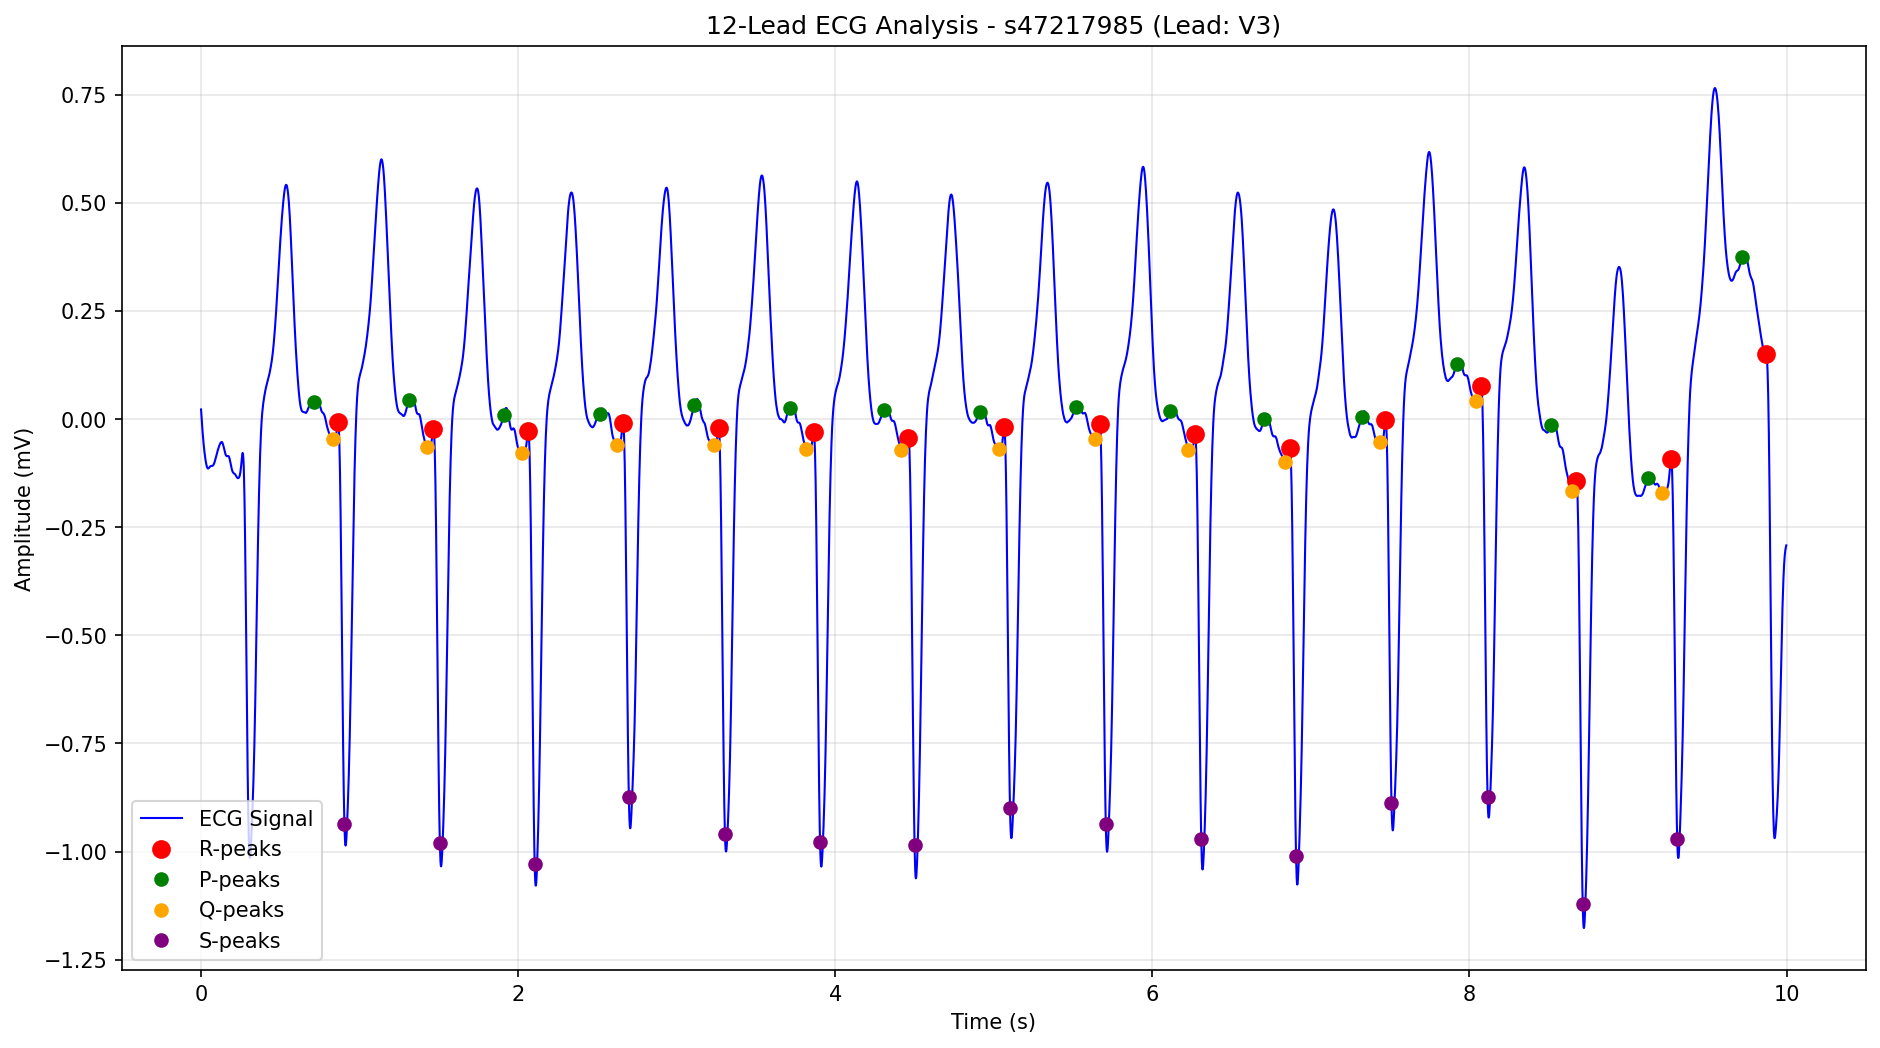 12-Lead ECG Analysis - s47217985 (Lead: V3)
Amplitude (mV)
0.75
0.50
0.25
0.00
−0.25
−0.50
−0.75
−1.00
−1.25
ECG Signal
R-peaks
P-peaks
Q-peaks
S-peaks
0 2 4 6 8 10
Time (s)